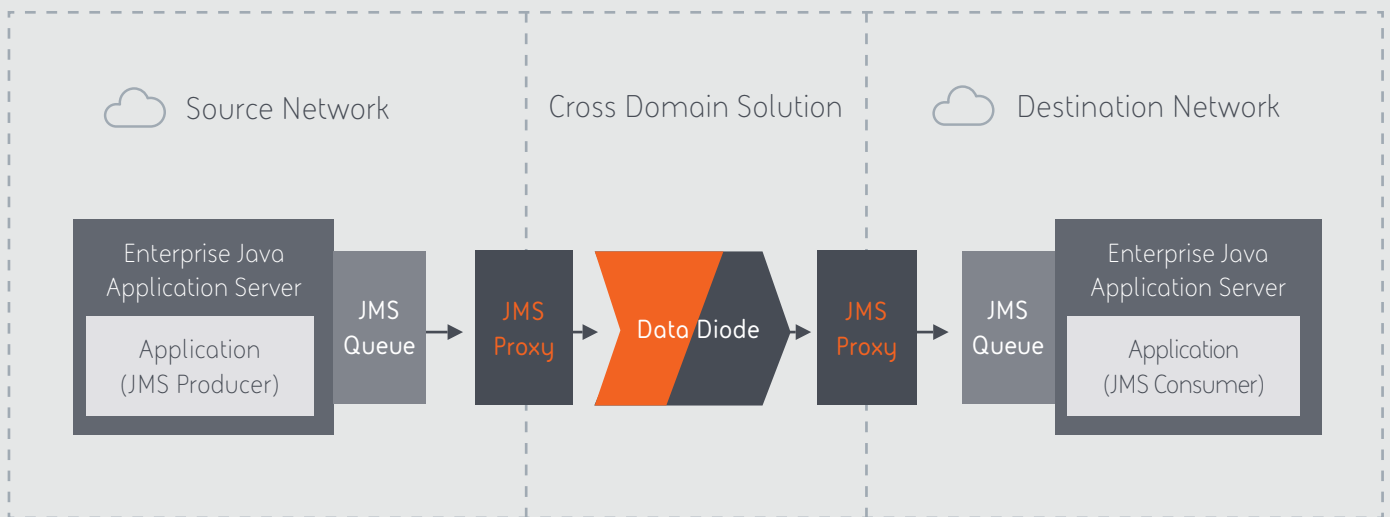 Source Network
Cross Domain Solution
Destination Network
Enterprise Java
Application Server
Application
(JMS Producer)
JMS
Queue
JMS
Proxy
Data Diode
JMS
Proxy
JMS
Queue
Enterprise Java
Application Server
Application
(JMS Consumer)